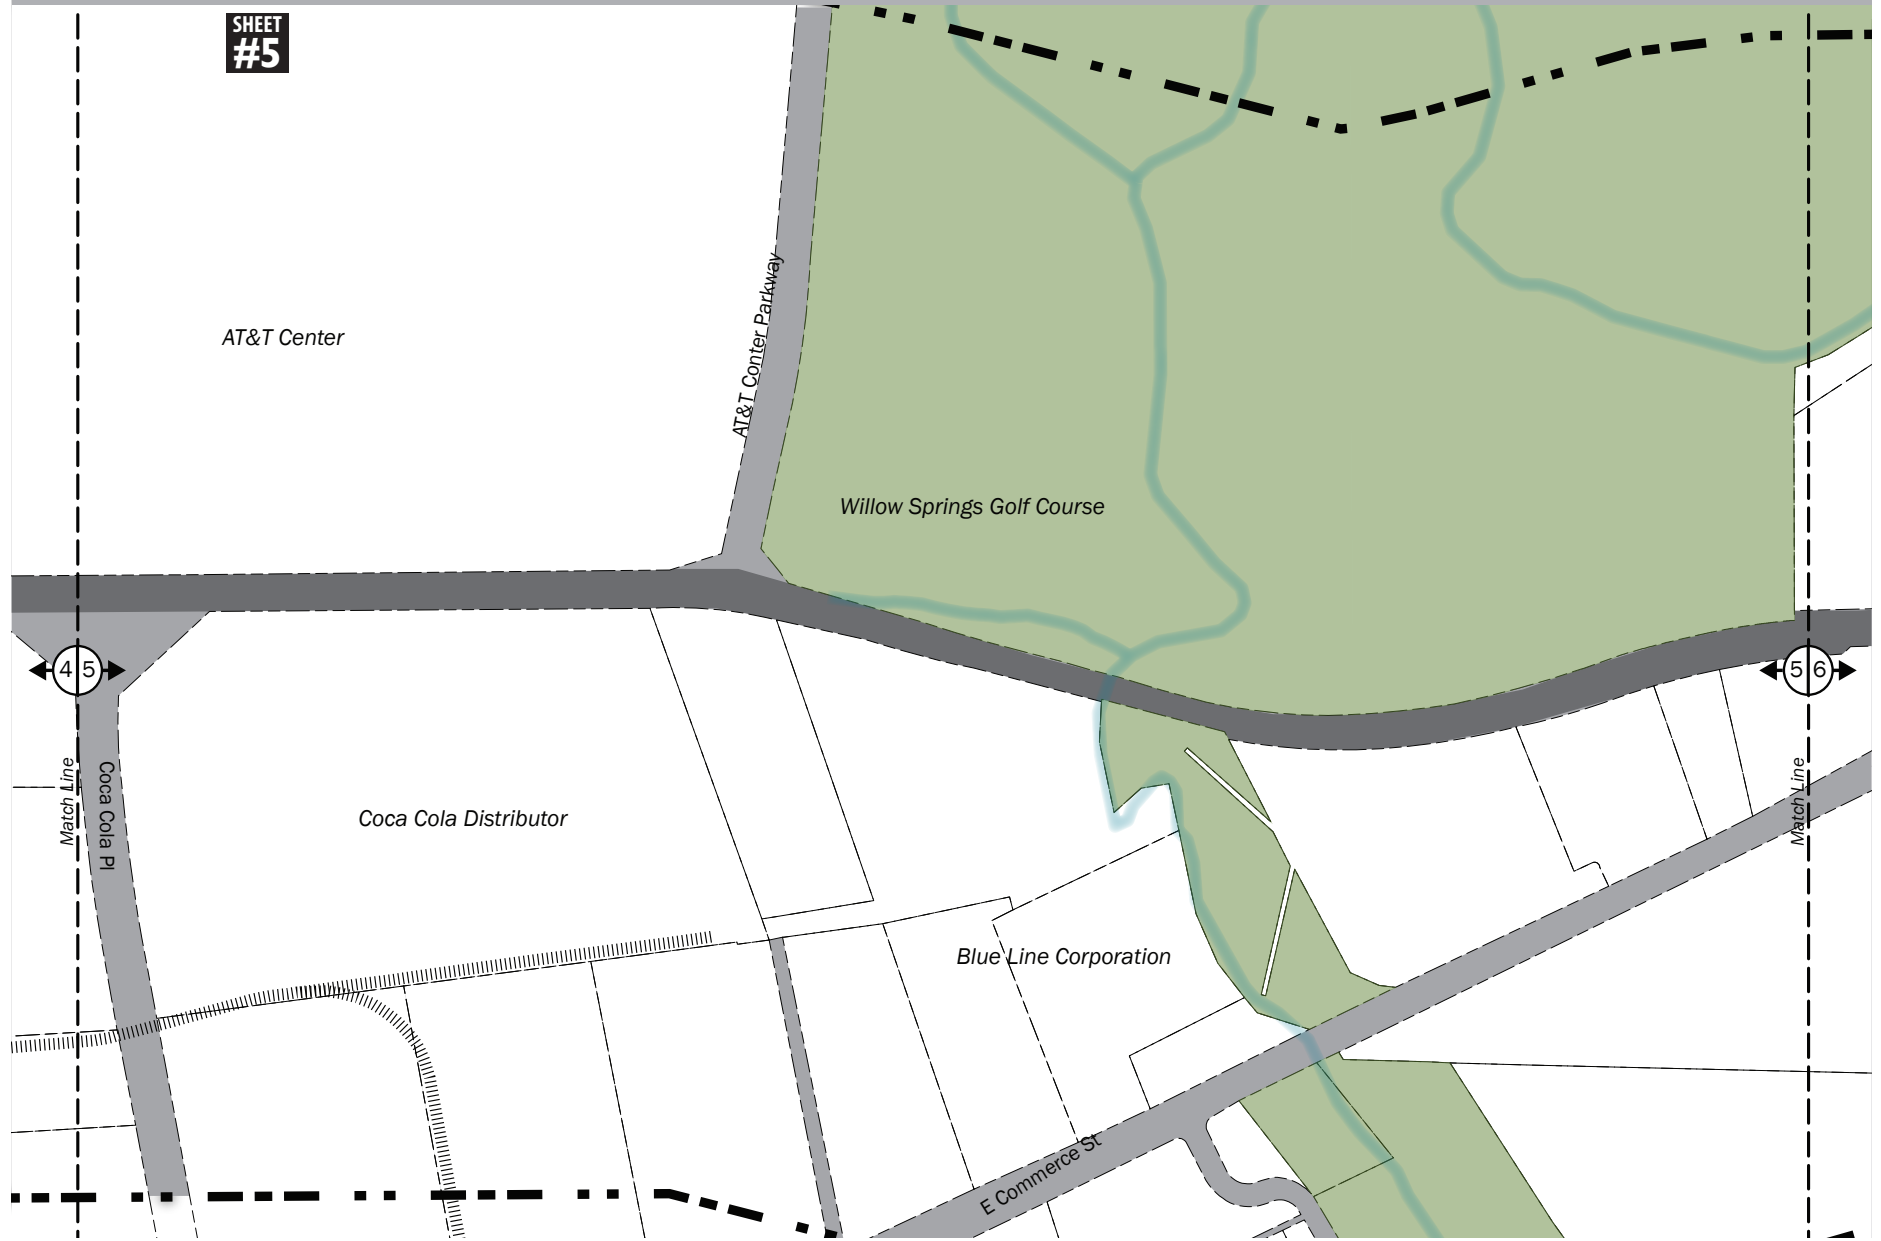 SHEET
#5
AT&T Center
AT&T Conter Parkway
Willow Springs Golf Course
4 5
5 6
Match Line
Coca Cola Pl
Match Line
Coca Cola Distributor
Blue Line Corporation
E Commerce St